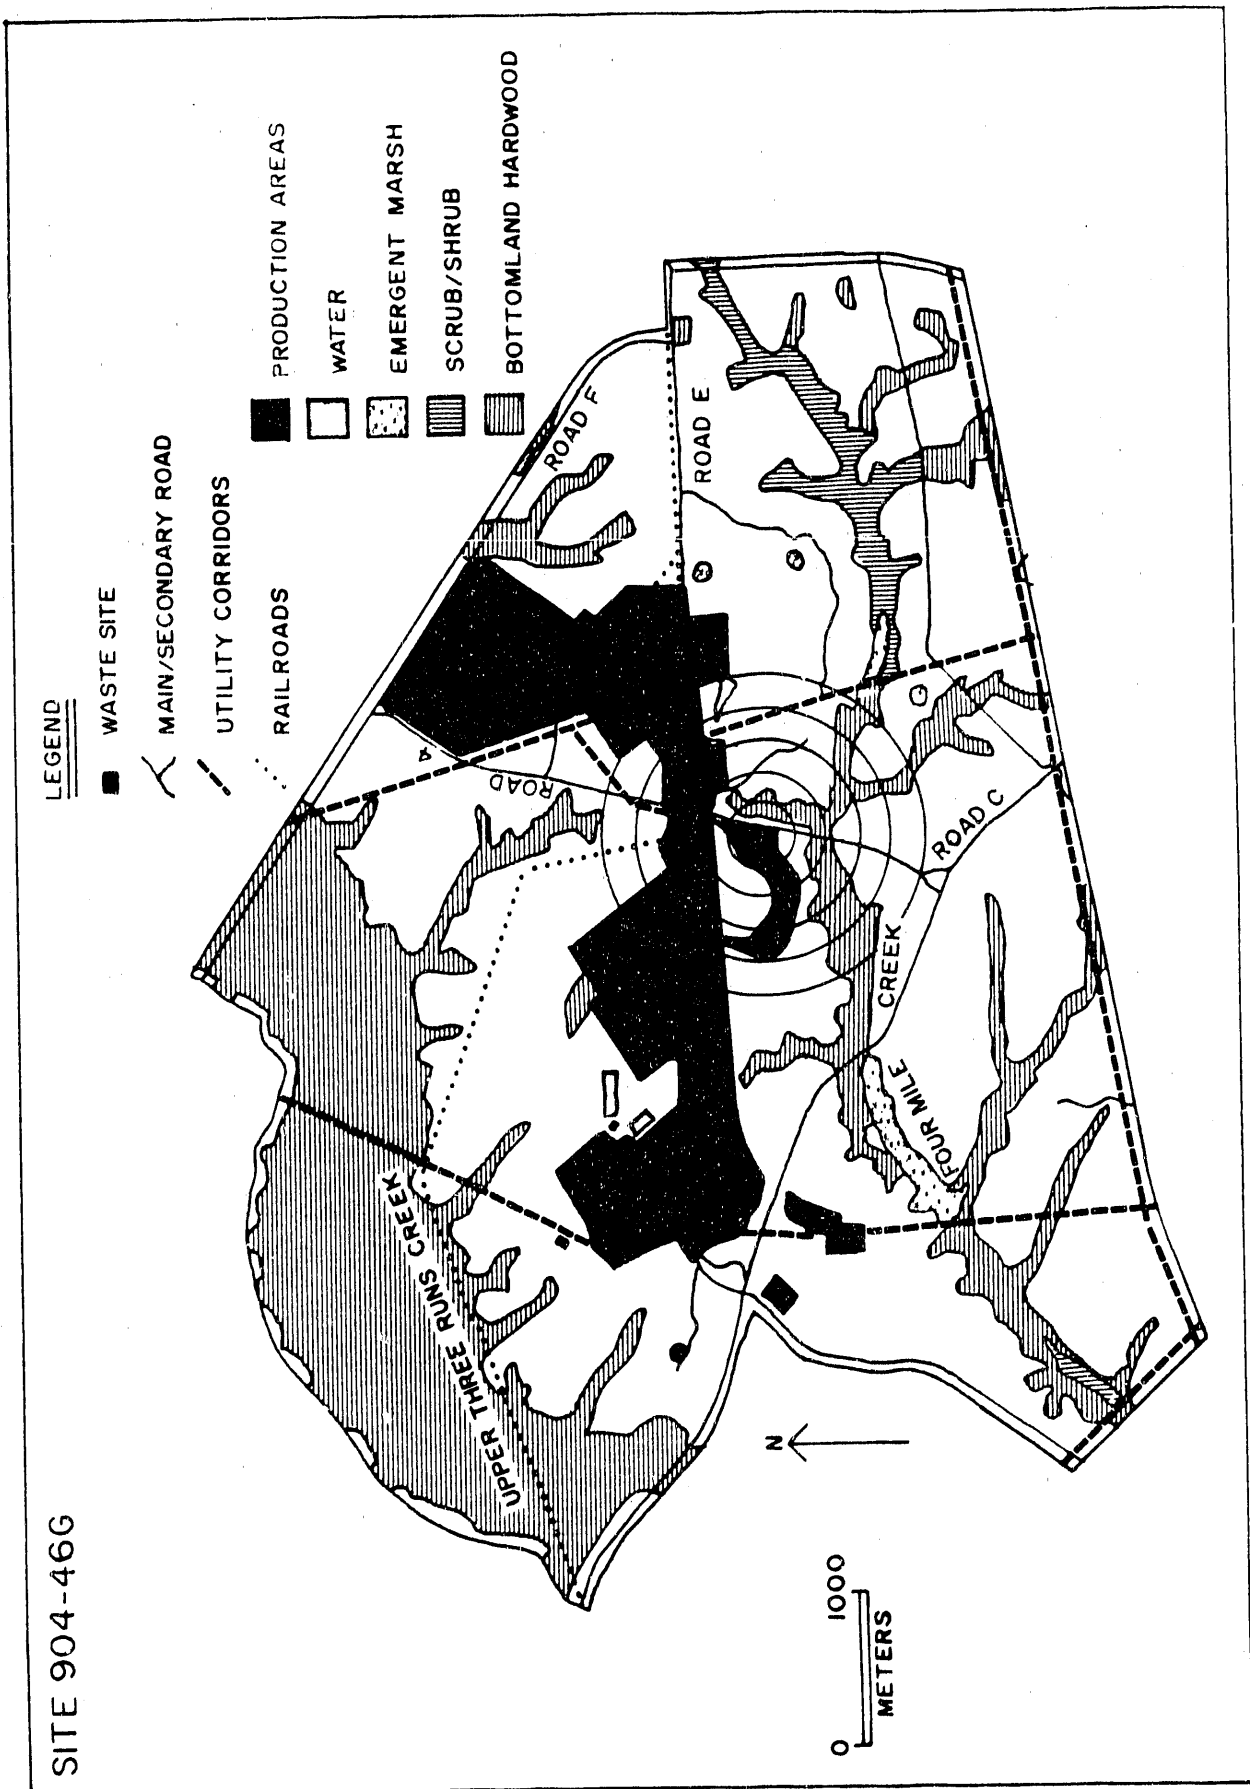 SITE 904-46G
LEGEND
WASTE SITE
MAIN/SECONDARY ROAD
UTILITY CORRIDORS
RAILROADS
PRODUCTION AREAS
WATER
EMERGENT MARSH
SCRUB/SHRUB
BOTTOMLAND HARDWOOD
UPPER THREE RUNS CREEK
ROAD
ROAD F
ROAD E
ROAD C
FOUR MILE
CREEK
N
0 1000
METERS